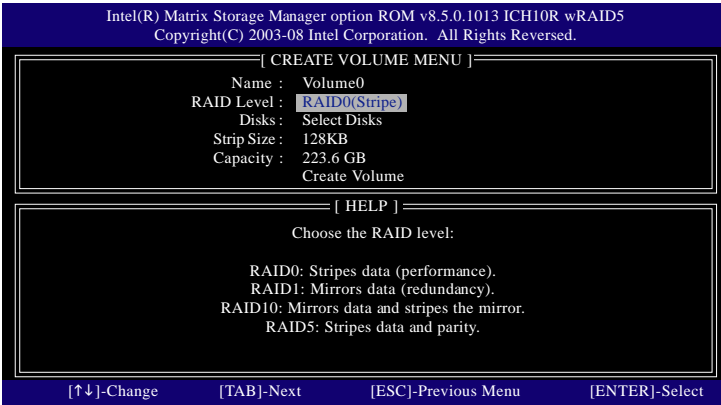 Intel(R) Matrix Storage Manager option ROM v8.5.0.1013 ICH10R wRAID5
Copyright(C) 2003-08 Intel Corporation. All Rights Reversed.
[ CREATE VOLUME MENU ]
Name : Volume0
RAID Level : RAID0(Stripe)
Disks : Select Disks
Strip Size : 128KB
Capacity : 223.6 GB
Create Volume
[ HELP ]
Choose the RAID level:
RAID0: Stripes data (performance).
RAID1: Mirrors data (redundancy).
RAID10: Mirrors data and stripes the mirror.
RAID5: Stripes data and parity.
[↑↓]-Change [TAB]-Next [ESC]-Previous Menu [ENTER]-Select